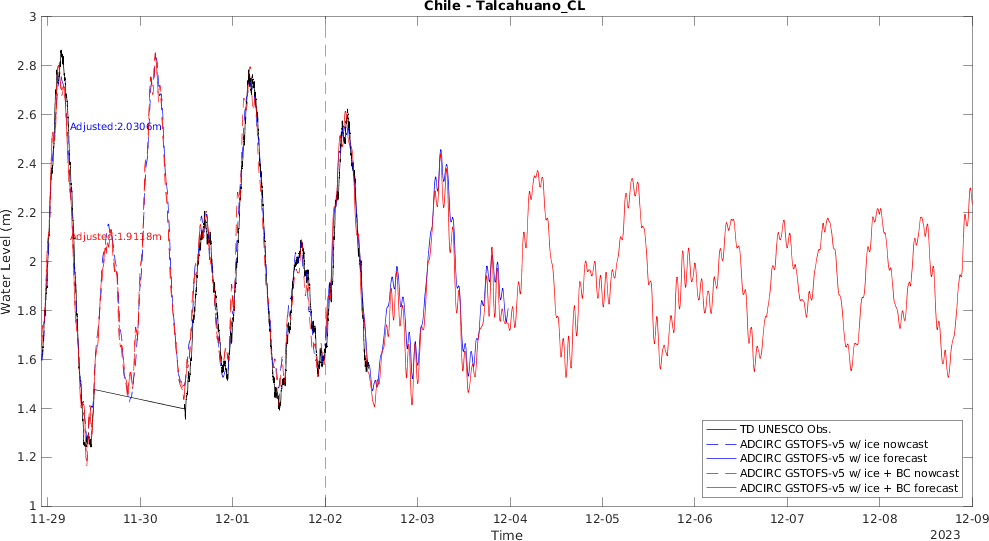 Chile - Talcahuano_CL
3
2.8
2.6
2.4
2.2
2
1.8
1.6
1.4
1.2
1
Water Level (m)
Adjusted:2.0306m
Adjusted:1.9118m
TD UNESCO Obs.
ADCIRC GSTOFS-v5 w/ ice nowcast
ADCIRC GSTOFS-v5 w/ ice forecast
ADCIRC GSTOFS-v5 w/ ice + BC nowcast
ADCIRC GSTOFS-v5 w/ ice + BC forecast
11-29 11-30 12-01 12-02 12-03 12-04 12-05 12-06 12-07 12-08 12-09
Time
2023